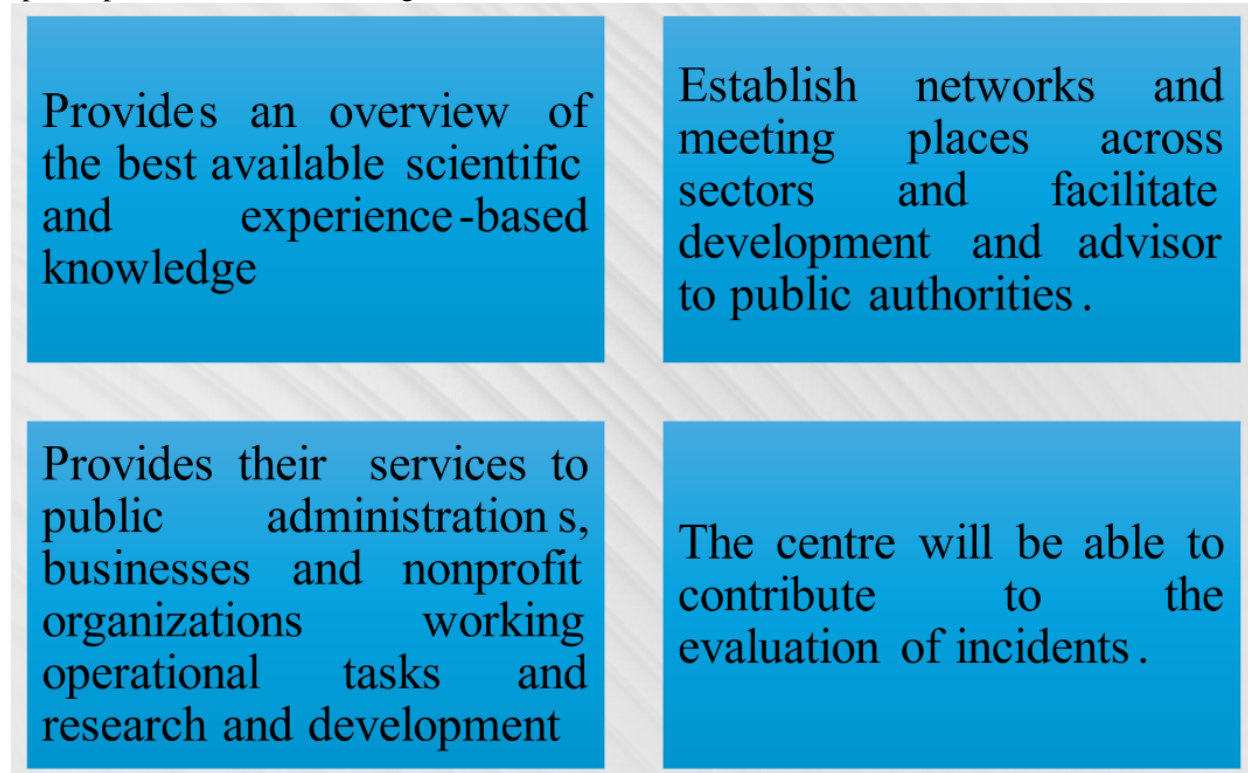 Provides an overview of
the best available scientific
and experience-based
knowledge
Establish networks and
meeting places across
sectors and facilitate
development and advisor
to public authorities.
Provides their services to
public administrations,
businesses and nonprofit
organizations working
operational tasks and
research and development
The centre will be able to
contribute to the
evaluation of incidents.